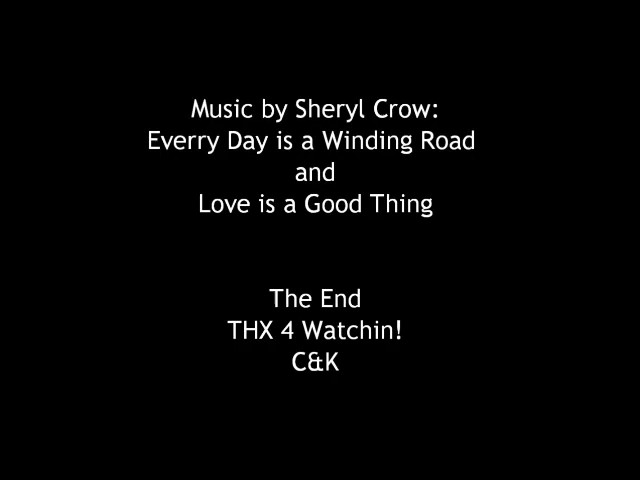 Music by Sheryl Crow:
Everry Day is a Winding Road
and
Love is a Good Thing
The End
THX 4 Watchin!
C&K